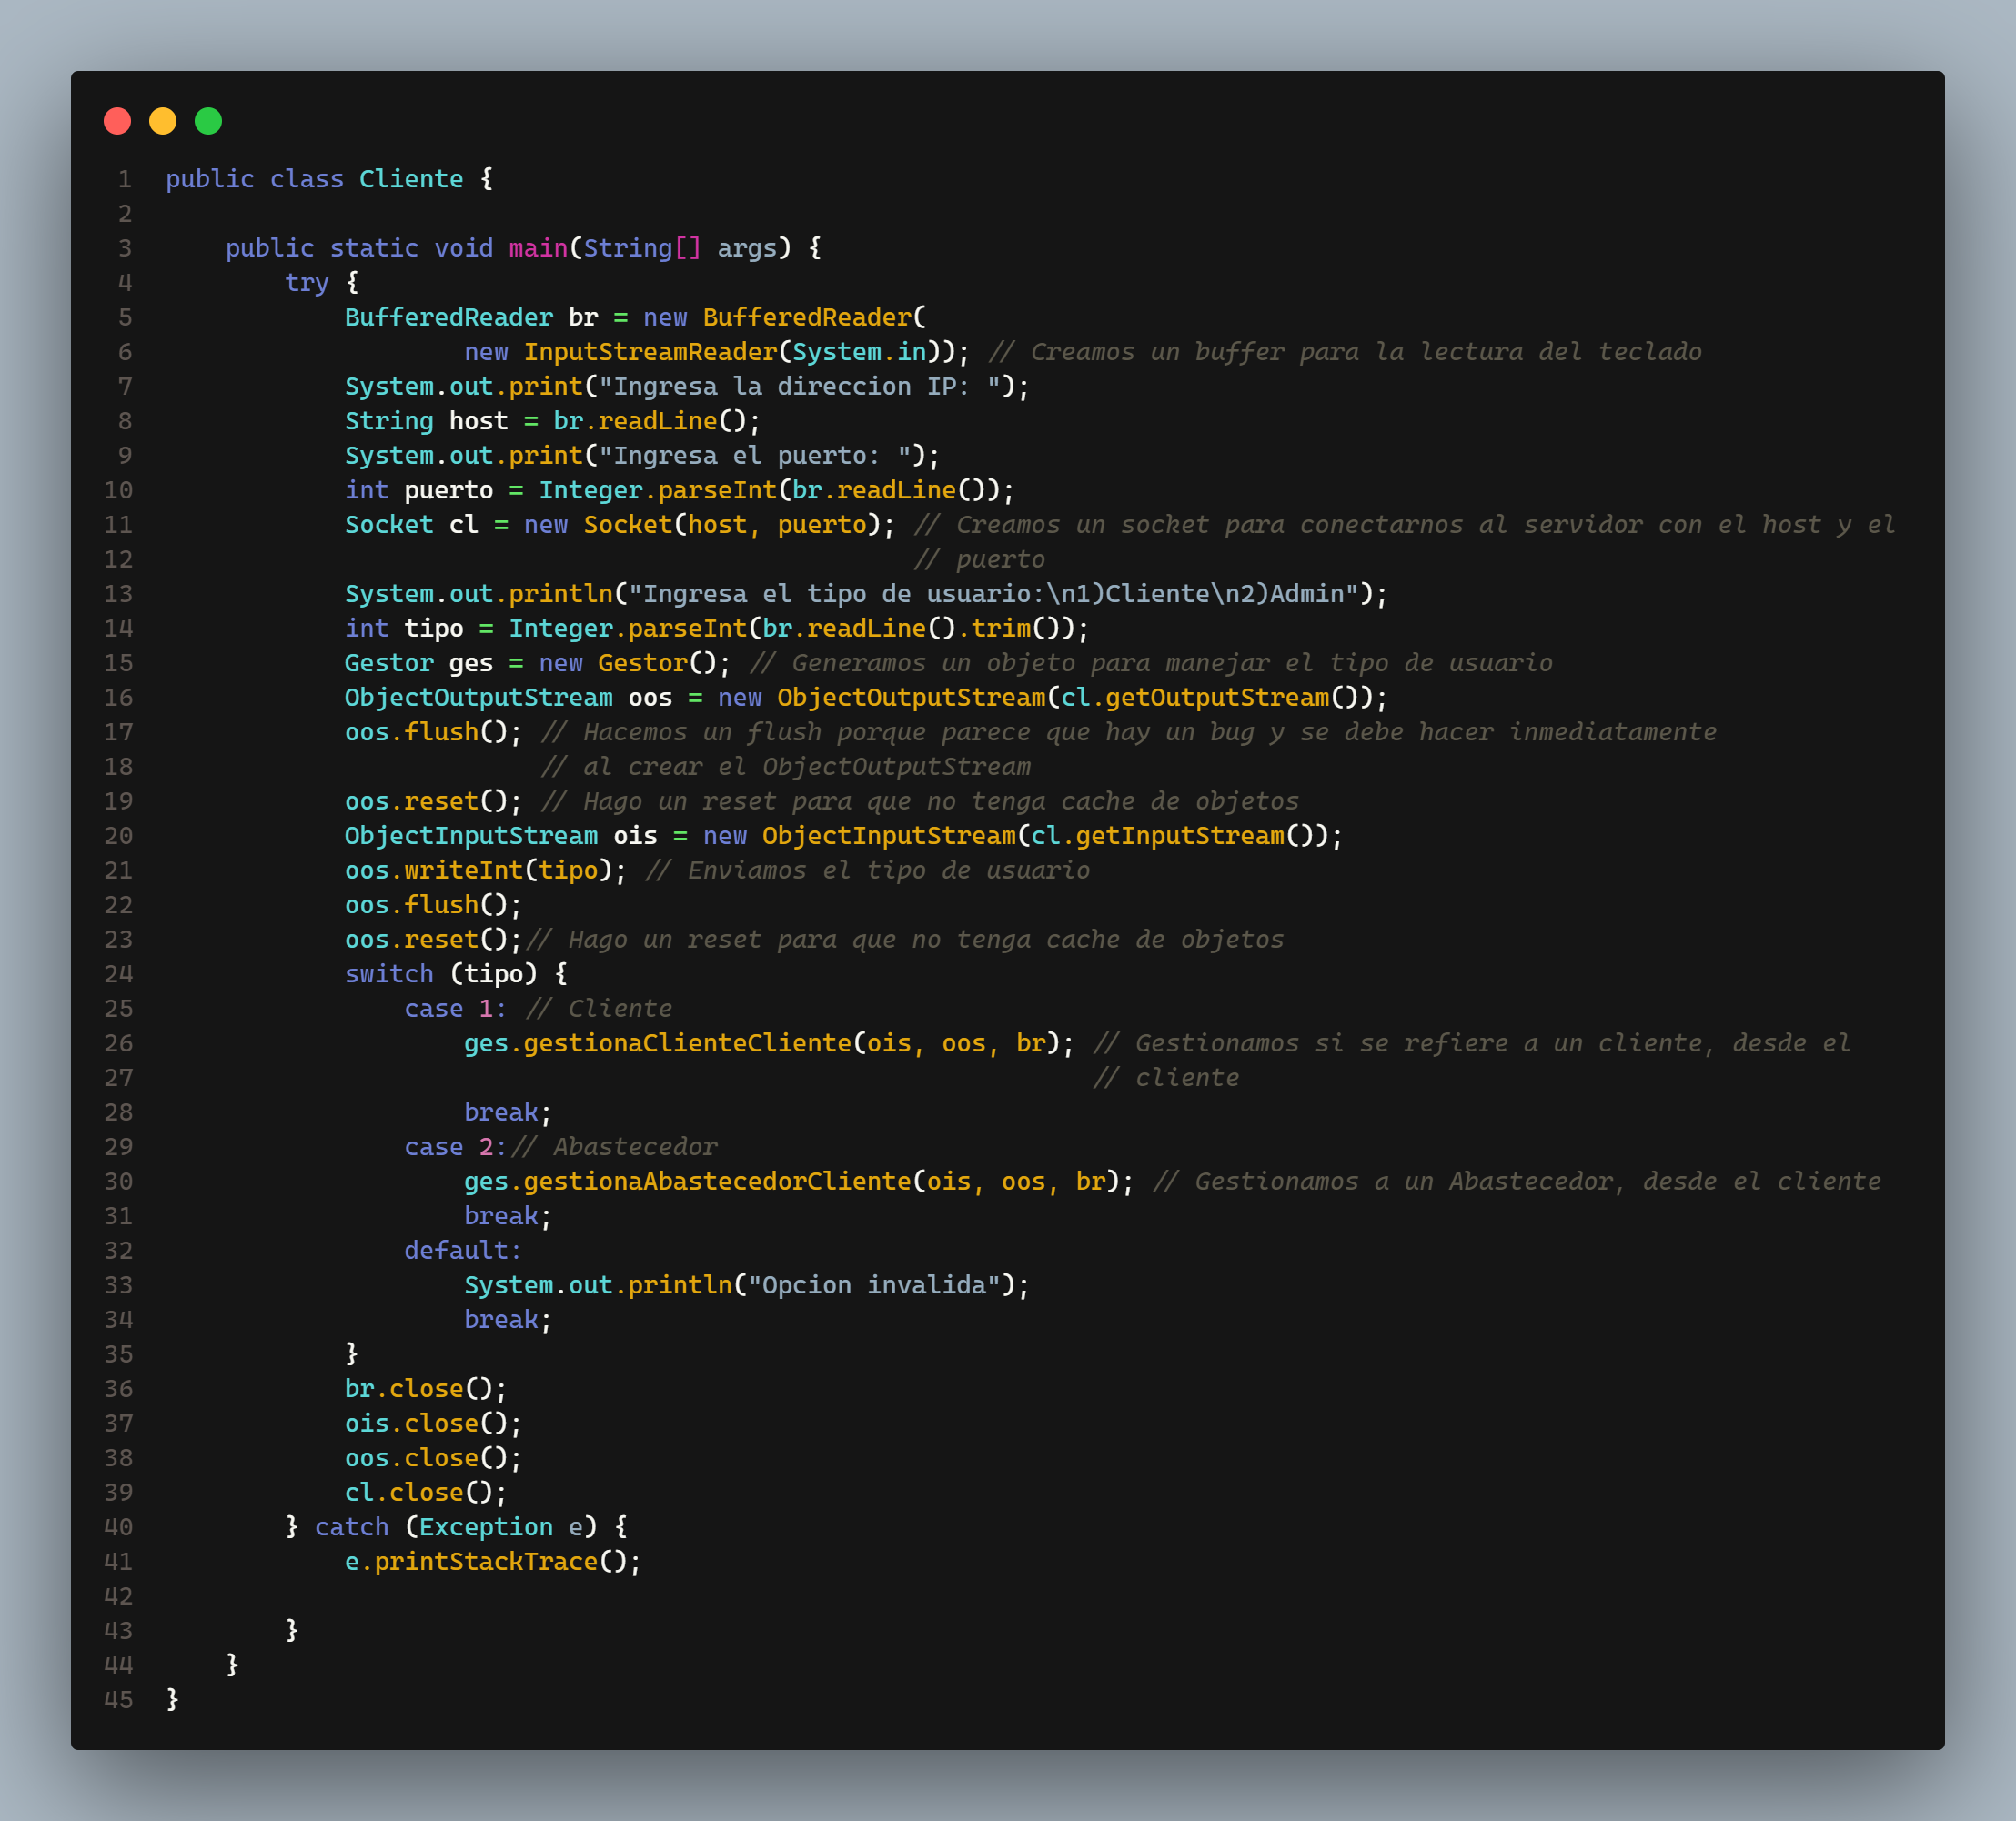 1 public class Cliente {
2
3     public static void main(String[] args) {
4         try {
5             BufferedReader br = new BufferedReader(
6                     new InputStreamReader(System.in)); // Creamos un buffer para la lectura del teclado
7             System.out.print("Ingresa la direccion IP: ");
8             String host = br.readLine();
9             System.out.print("Ingresa el puerto: ");
10             int puerto = Integer.parseInt(br.readLine());
11             Socket cl = new Socket(host, puerto); // Creamos un socket para conectarnos al servidor con el host y el
12                                                   // puerto
13             System.out.println("Ingresa el tipo de usuario:\n1)Cliente\n2)Admin");
14             int tipo = Integer.parseInt(br.readLine().trim());
15             Gestor ges = new Gestor(); // Generamos un objeto para manejar el tipo de usuario
16             ObjectOutputStream oos = new ObjectOutputStream(cl.getOutputStream());
17             oos.flush(); // Hacemos un flush porque parece que hay un bug y se debe hacer inmediatamente
18                          // al crear el ObjectOutputStream
19             oos.reset(); // Hago un reset para que no tenga cache de objetos
20             ObjectInputStream ois = new ObjectInputStream(cl.getInputStream());
21             oos.writeInt(tipo); // Enviamos el tipo de usuario
22             oos.flush();
23             oos.reset();// Hago un reset para que no tenga cache de objetos
24             switch (tipo) {
25                 case 1: // Cliente
26                     ges.gestionaClienteCliente(ois, oos, br); // Gestionamos si se refiere a un cliente, desde el
27                                                               // cliente
28                     break;
29                 case 2:// Abastecedor
30                     ges.gestionaAbastecedorCliente(ois, oos, br); // Gestionamos a un Abastecedor, desde el cliente
31                     break;
32                 default:
33                     System.out.println("Opcion invalida");
34                     break;
35             }
36             br.close();
37             ois.close();
38             oos.close();
39             cl.close();
40         } catch (Exception e) {
41             e.printStackTrace();
42
43         }
44     }
45 }